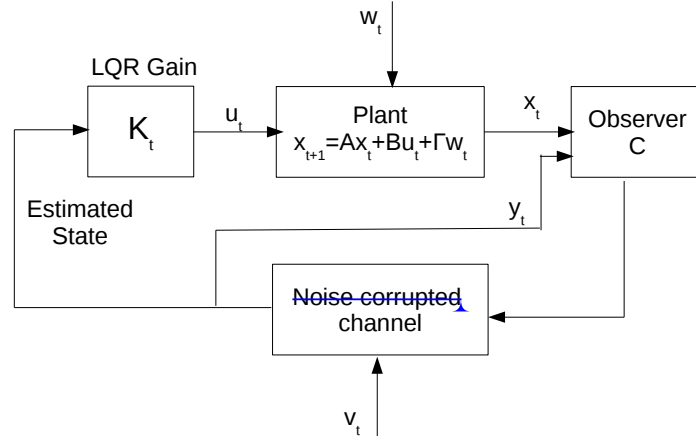 w_t
LQR Gain
K_t
u_t
Plant
x_{t+1}=Ax_t+Bu_t+Γw_t
x_t
Observer
C
Estimated
State
y_t
Noise corrupted
channel
v_t